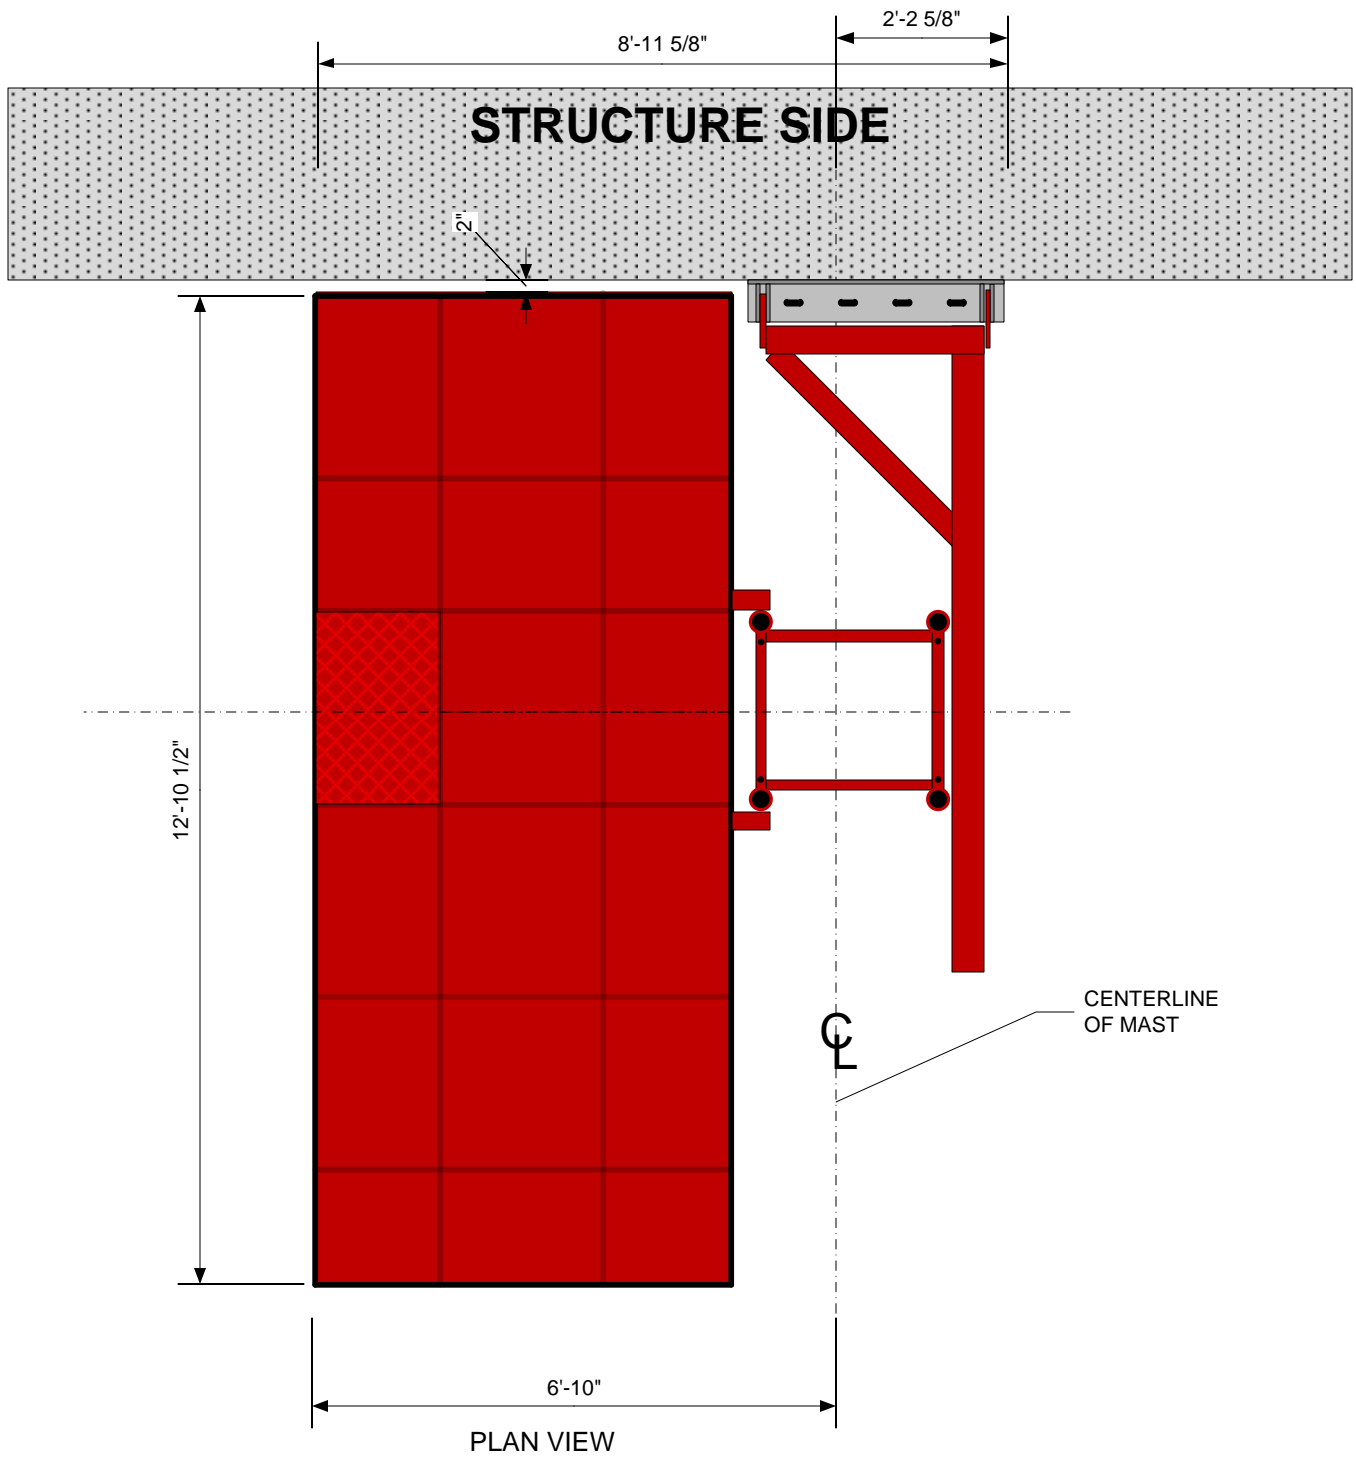 2'-2 5/8"
8'-11 5/8"
STRUCTURE SIDE
2"
12'-10 1/2"
CENTERLINE
OF MAST
CL
6'-10"
PLAN VIEW